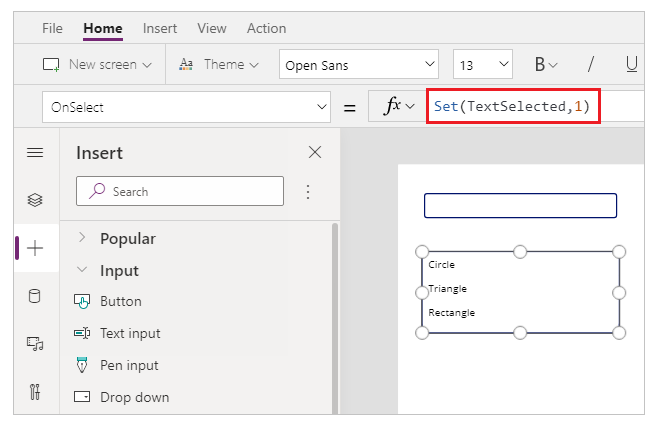 File Home Insert View Action
New screen Theme Open Sans 13 B / U
OnSelect = fx Set(TextSelected,1)
Insert
Search
Popular
Input
Button
Text input
Pen input
Drop down
Circle
Triangle
Rectangle